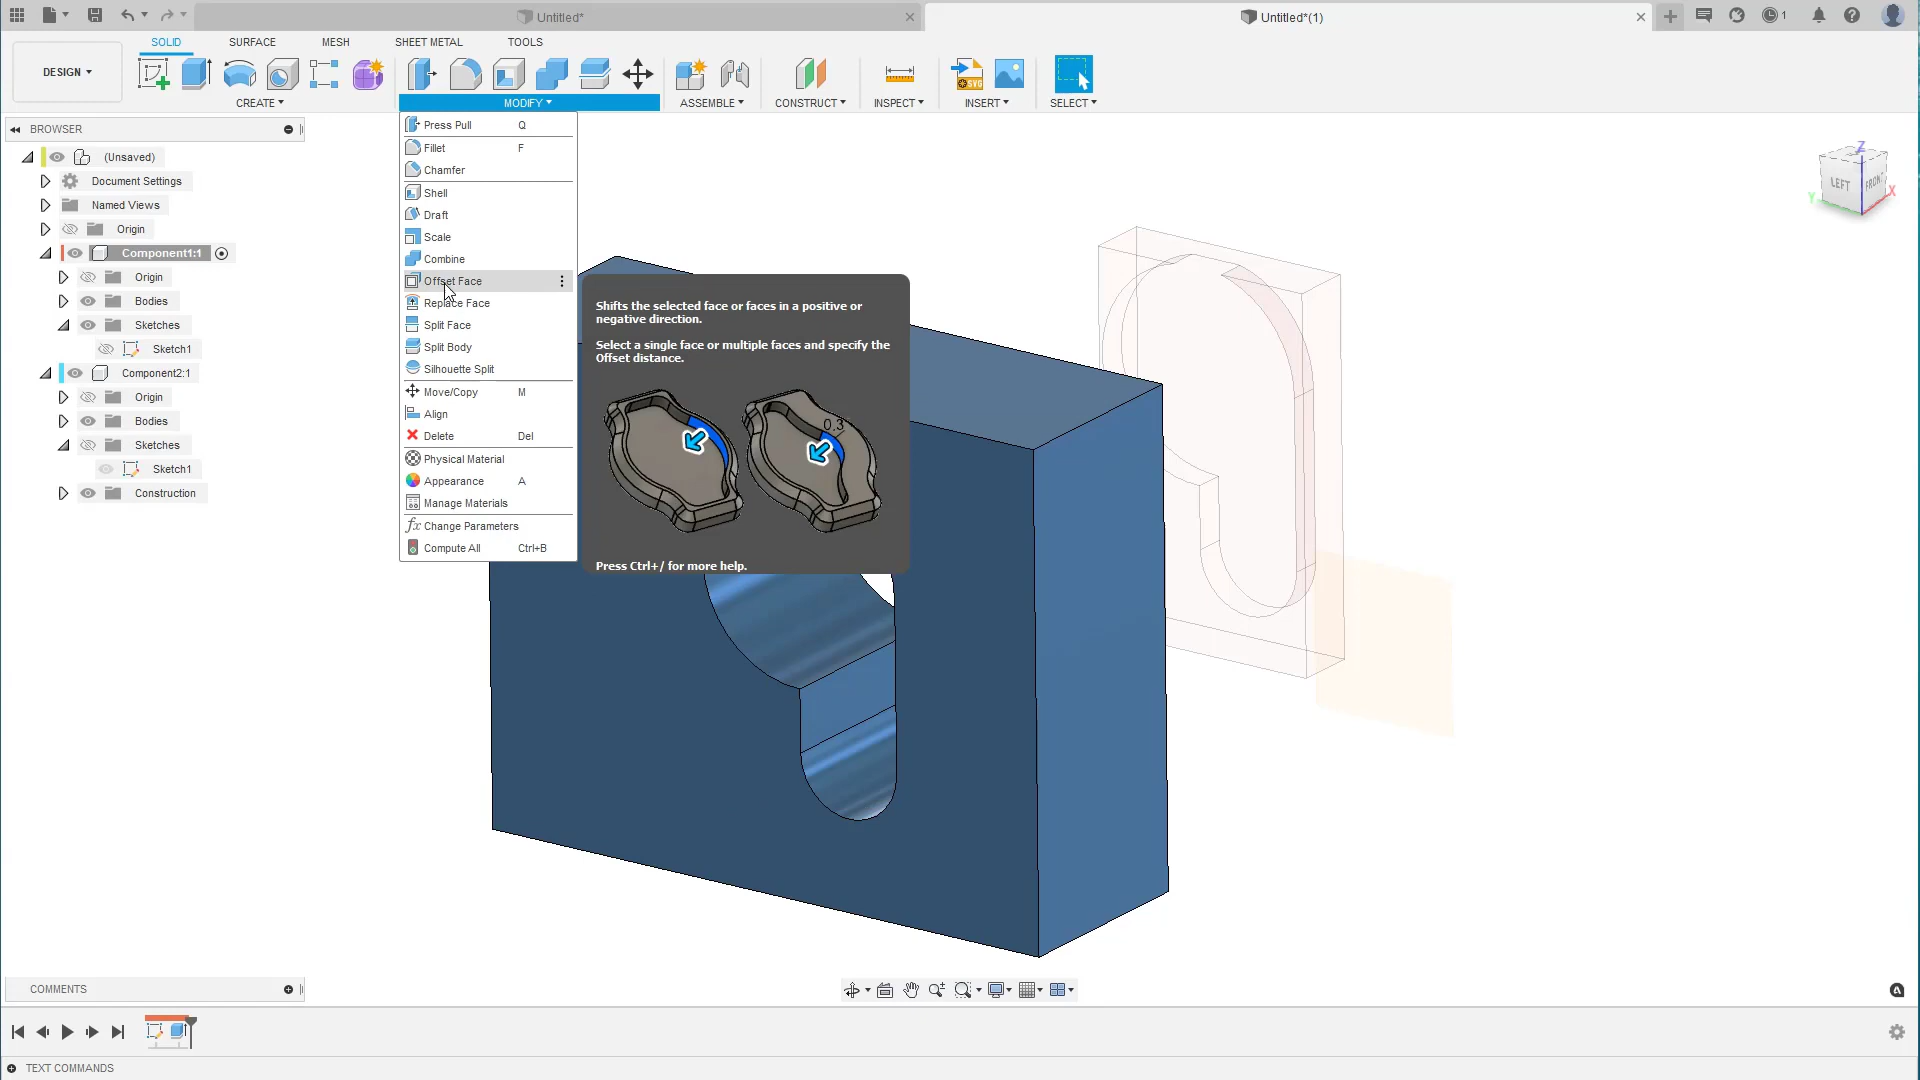 Untitled*
Untitled*(1)
1
SOLID
SURFACE
MESH
SHEET METAL
TOOLS
DESIGN
CREATE
MODIFY
ASSEMBLE
CONSTRUCT
INSPECT
SVG
INSERT
SELECT
BROWSER
(Unsaved)
Document Settings
Named Views
Origin
Component1:1
Origin
Bodies
Sketches
Sketch1
Component2:1
Origin
Bodies
Sketches
Sketch1
Construction
Press Pull Q
Fillet F
Chamfer
Shell
Draft
Scale
Combine
Offset Face
Replace Face
Split Face
Split Body
Silhouette Split
Move/Copy M
Align
Delete Del
Physical Material
Appearance A
Manage Materials
fx Change Parameters
Compute All Ctrl+B
Shifts the selected face or faces in a positive or
negative direction.
Select a single face or multiple faces and specify the
Offset distance.
0.3
Press Ctrl+/ for more help.
Z
LEFT
FRONT
Y
X
COMMENTS
TEXT COMMANDS